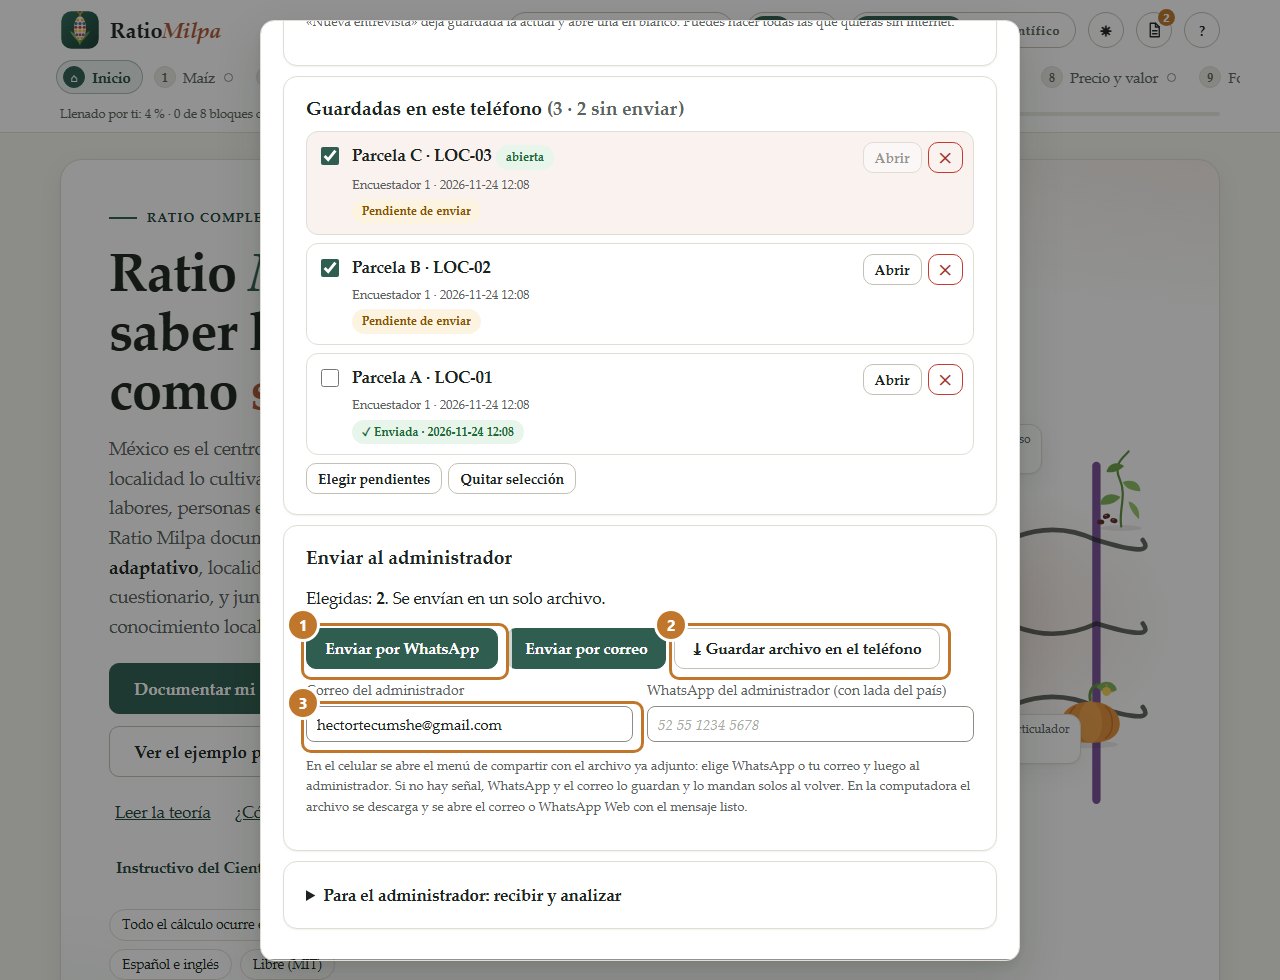 «Nueva entrevista» deja guardada la actual y abre una en blanco. Puedes hacer todas las que quieras sin internet.
RatioMilpa
ntífico
2
?
Inicio
1 Maíz
8 Precio y valor
9
Llenado por ti: 4 % · 0 de 8 bloques
Guardadas en este teléfono (3 · 2 sin enviar)
Parcela C · LOC-03 abierta
Abrir
Encuestador 1 · 2026-11-24 12:08
Pendiente de enviar
Parcela B · LOC-02
Abrir
Encuestador 1 · 2026-11-24 12:08
Pendiente de enviar
Parcela A · LOC-01
Abrir
Encuestador 1 · 2026-11-24 12:08
✓ Enviada · 2026-11-24 12:08
Elegir pendientes
Quitar selección
Enviar al administrador
Elegidas: 2. Se envían en un solo archivo.
1
2
Enviar por WhatsApp
Enviar por correo
⤓ Guardar archivo en el teléfono
Correo del administrador
WhatsApp del administrador (con lada del país)
3
hectortecumshe@gmail.com
52 55 1234 5678
En el celular se abre el menú de compartir con el archivo ya adjunto: elige WhatsApp o tu correo y luego al
administrador. Si no hay señal, WhatsApp y el correo lo guardan y lo mandan solos al volver. En la computadora el
archivo se descarga y se abre el correo o WhatsApp Web con el mensaje listo.
▶ Para el administrador: recibir y analizar
RATIO COMPLE
Ratio
saber
como
México es el centro
localidad lo cultiva
labores, personas
Ratio Milpa docum
adaptativo, localid
cuestionario, y jun
conocimiento local
Documentar mi
Ver el ejemplo
Leer la teoría
¿Có
Instructivo del Cient
Todo el cálculo ocurre
Español e inglés
Libre (MIT)
so
rticulador